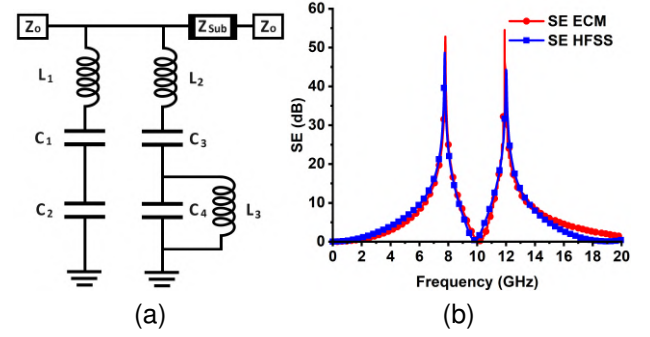 Zo
ZSub
Zo
L1
L2
C1
C3
C2
C4
L3
(a)
SE ECM
SE HFSS
SE (dB)
60
50
40
30
20
10
0
0 2 4 6 8 10 12 14 16 18 20
Frequency (GHz)
(b)